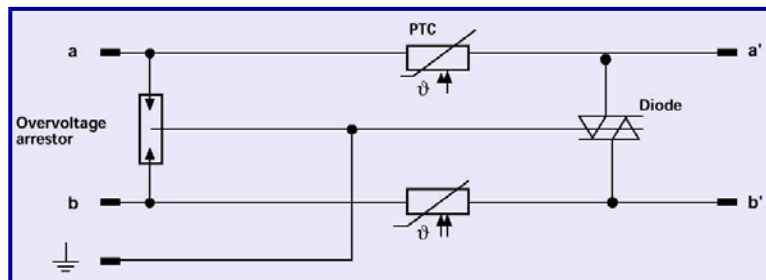 PTC
a
a'
ϑ
Diode
Overvoltage
arrestor
b
b'
ϑ